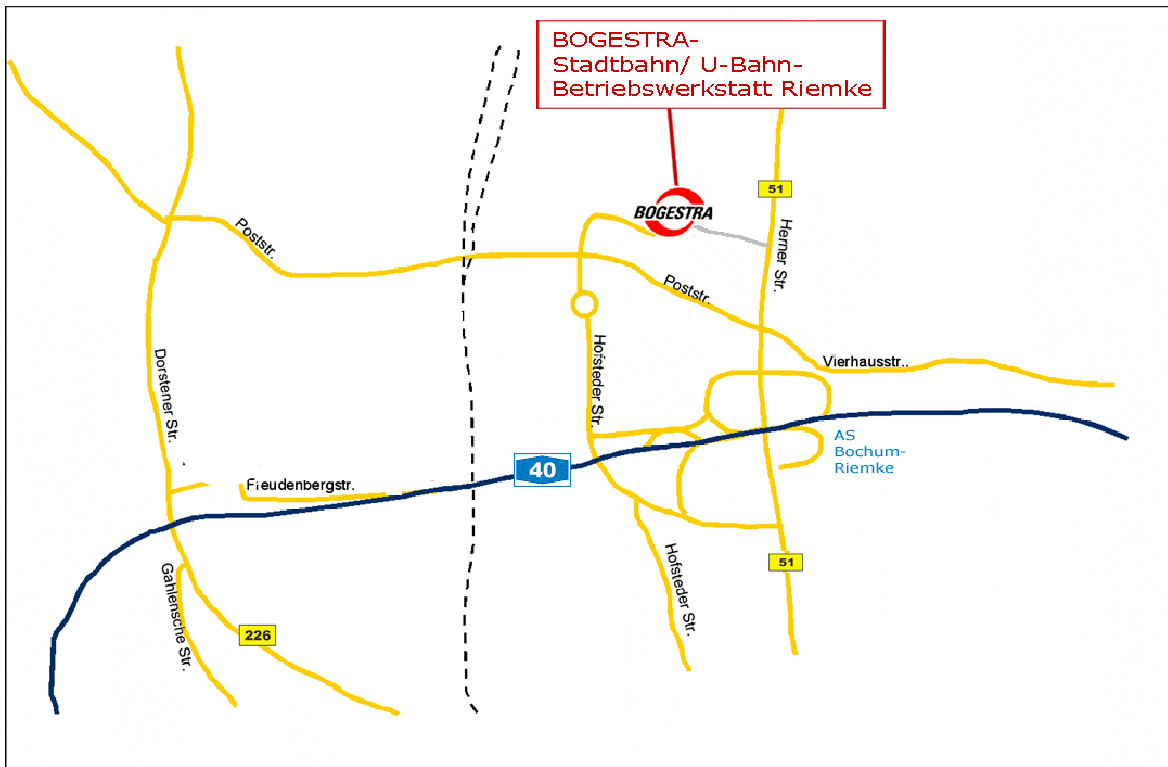 BOGESTRA-
Stadtbahn/ U-Bahn-
Betriebswerkstatt Riemke
51
BOGESTRA
Herner Str.
Poststr.
Poststr.
Hofsteder Str.
Vierhausstr..
Dorstener Str.
AS
Bochum-
Riemke
40
Freudenbergstr.
Hofsteder Str.
51
Gahlensche Str.
226